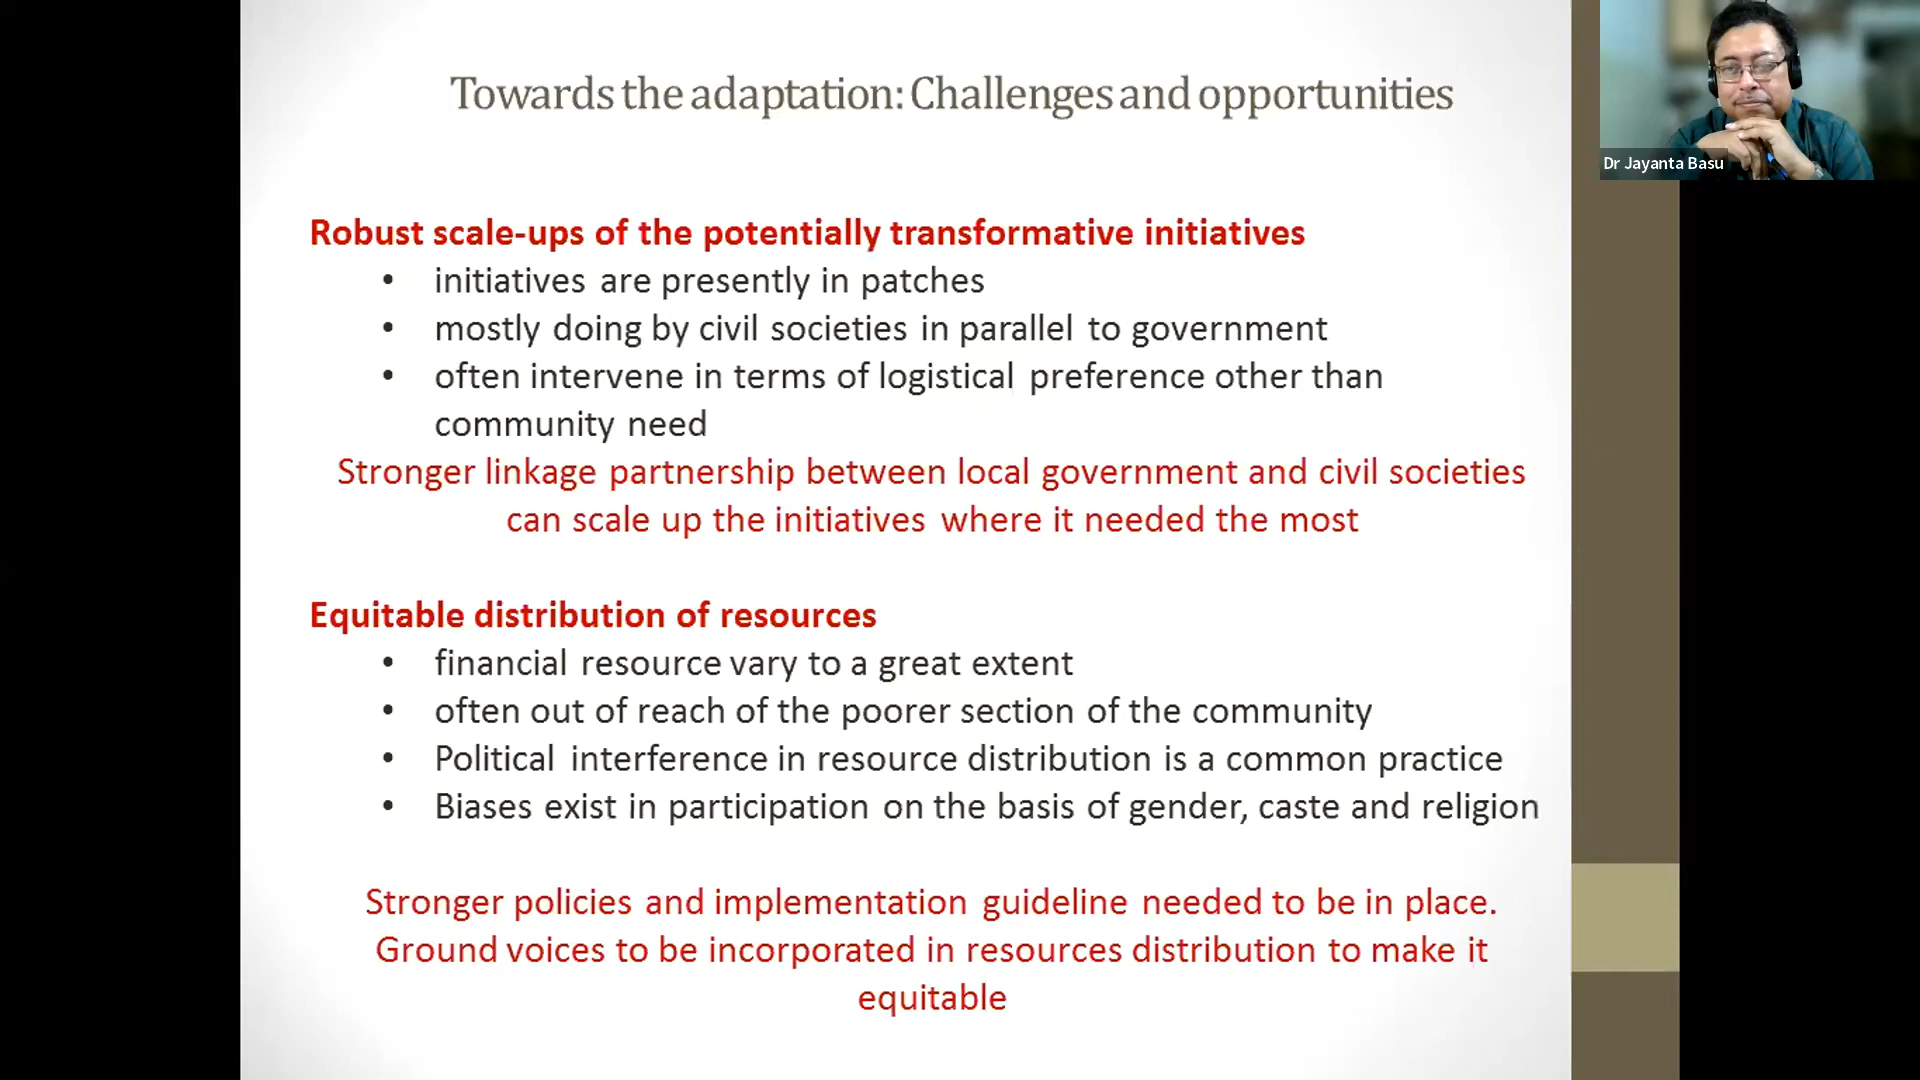 Towards the adaptation: Challenges and opportunities
Dr Jayanta Basu
Robust scale-ups of the potentially transformative initiatives
• initiatives are presently in patches
• mostly doing by civil societies in parallel to government
• often intervene in terms of logistical preference other than
community need
Stronger linkage partnership between local government and civil societies
can scale up the initiatives where it needed the most
Equitable distribution of resources
• financial resource vary to a great extent
• often out of reach of the poorer section of the community
• Political interference in resource distribution is a common practice
• Biases exist in participation on the basis of gender, caste and religion
Stronger policies and implementation guideline needed to be in place.
Ground voices to be incorporated in resources distribution to make it
equitable